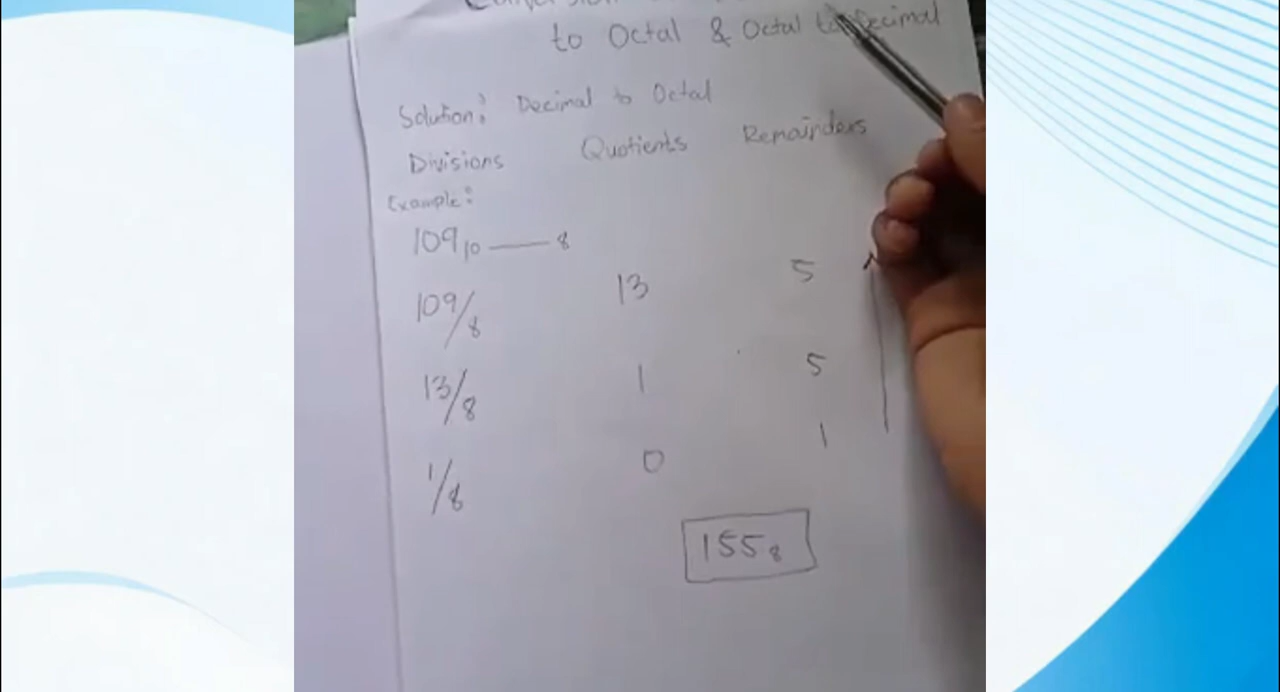 Conversion
to Octal & Octal to Decimal
Solution: Decimal to Octal
Divisions Quotients Remainders
Example:
109₁₀ —— 8
109/8 13 5
13/8 1 5
1/8 0 1
155₈